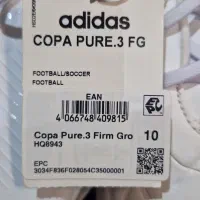 adidas
COPA PURE.3 FG
FOOTBALL/SOCCER
FOOTBALL
EAN
4 066748 409815
Copa Pure.3 Firm Gro 10
HQ8943
EPC
3034F836F028054C35000001